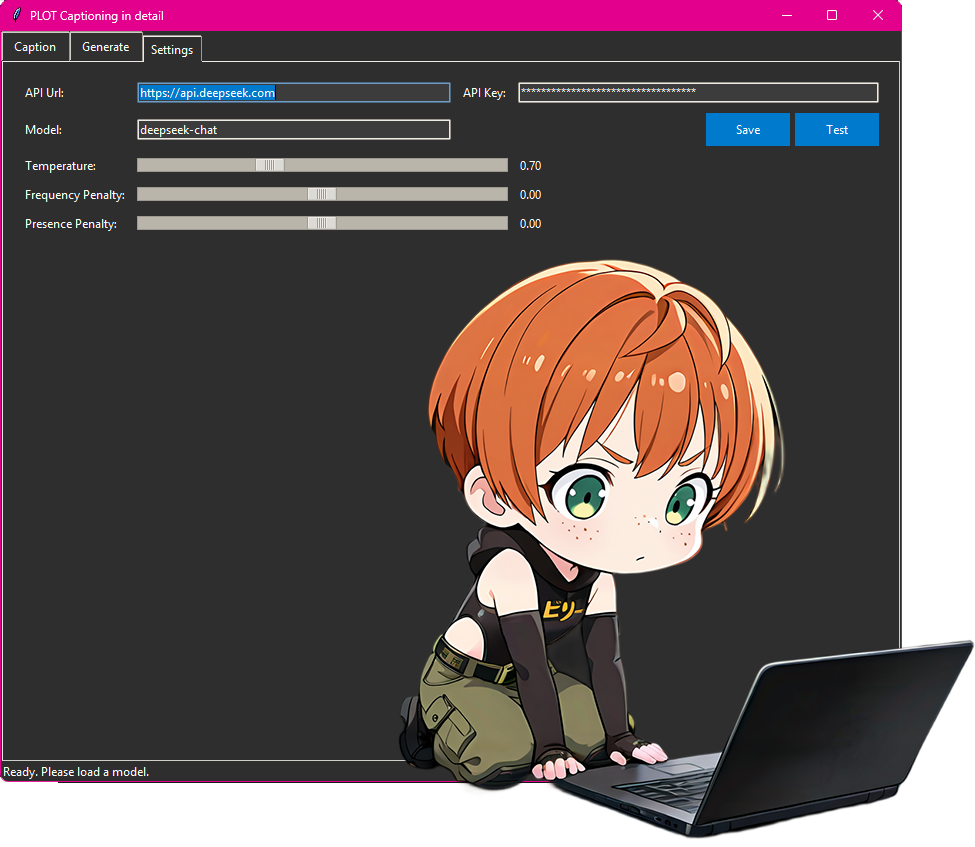 PLOT Captioning in detail
Caption Generate Settings
API Url: https://api.deepseek.com API Key: ***********************************
Model: deepseek-chat Save Test
Temperature: 0.70
Frequency Penalty: 0.00
Presence Penalty: 0.00
ビリー
Ready. Please load a model.